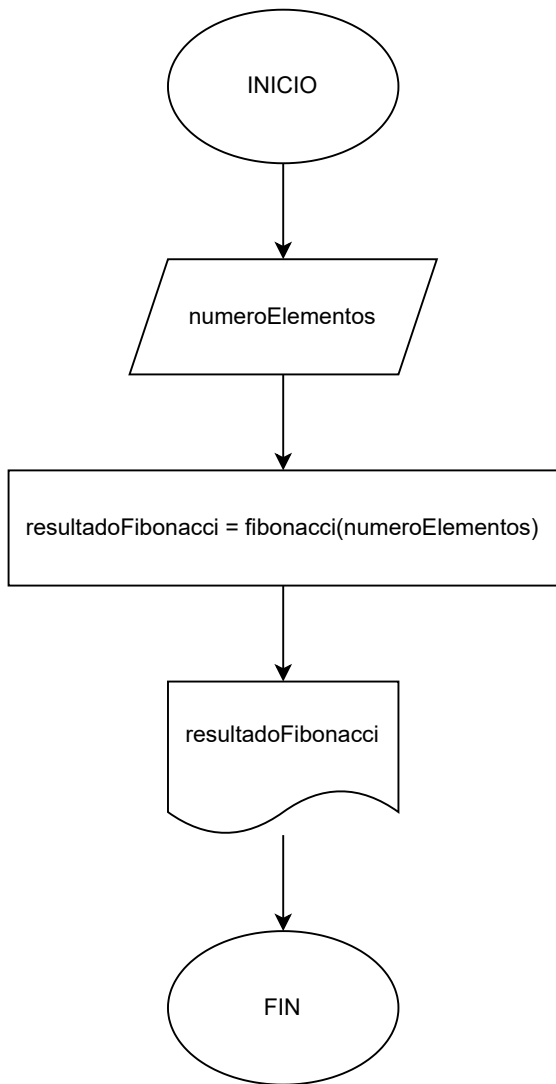 INICIO
numeroElementos
resultadoFibonacci = fibonacci(numeroElementos)
resultadoFibonacci
FIN